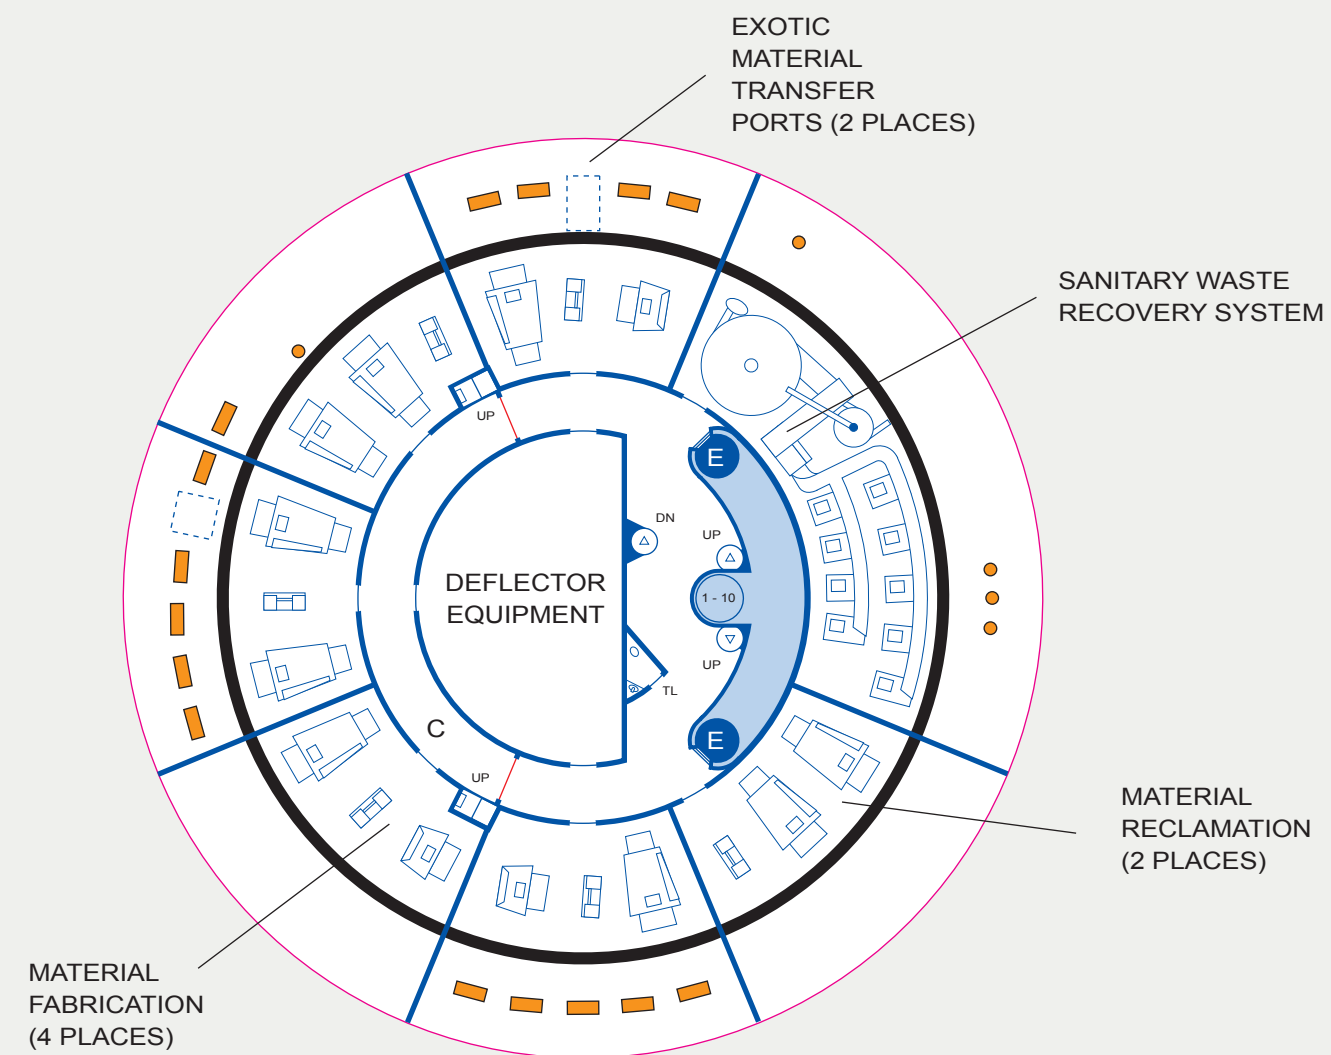 EXOTIC
MATERIAL
TRANSFER
PORTS (2 PLACES)
SANITARY WASTE
RECOVERY SYSTEM
UP
E
DN
UP
DEFLECTOR
EQUIPMENT
1 - 10
UP
TL
C
E
UP
MATERIAL
RECLAMATION
(2 PLACES)
MATERIAL
FABRICATION
(4 PLACES)